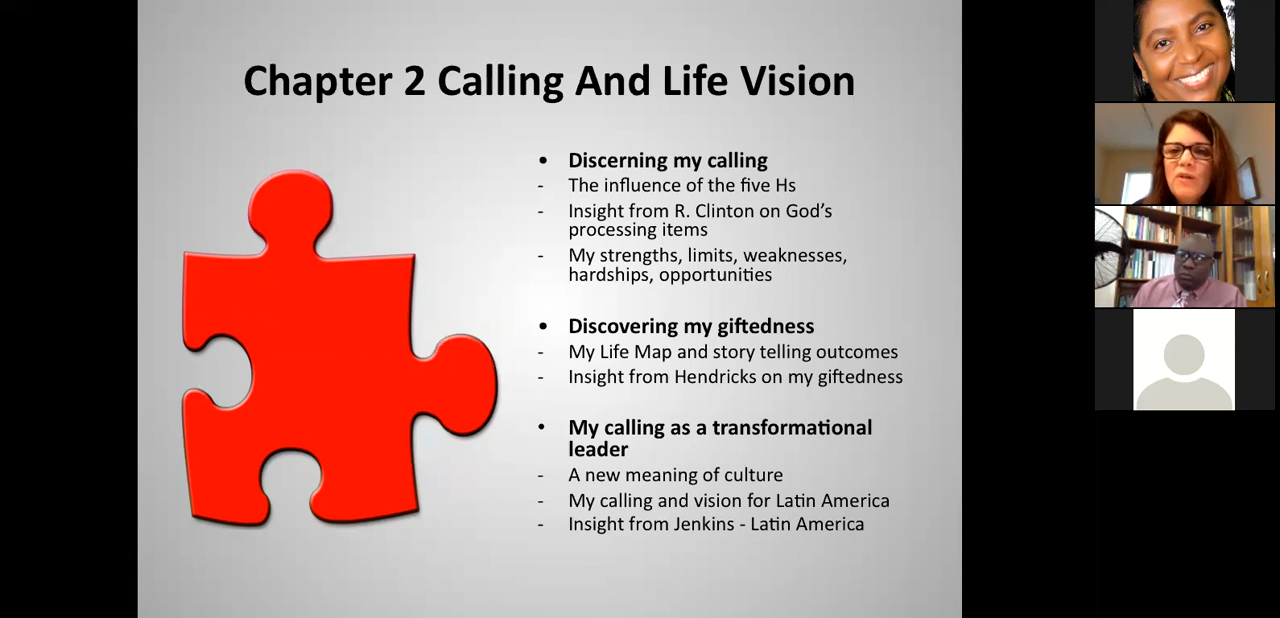 Chapter 2 Calling And Life Vision
• Discerning my calling
- The influence of the five Hs
- Insight from R. Clinton on God's
processing items
- My strengths, limits, weaknesses,
hardships, opportunities
• Discovering my giftedness
- My Life Map and story telling outcomes
- Insight from Hendricks on my giftedness
• My calling as a transformational
leader
- A new meaning of culture
- My calling and vision for Latin America
- Insight from Jenkins - Latin America